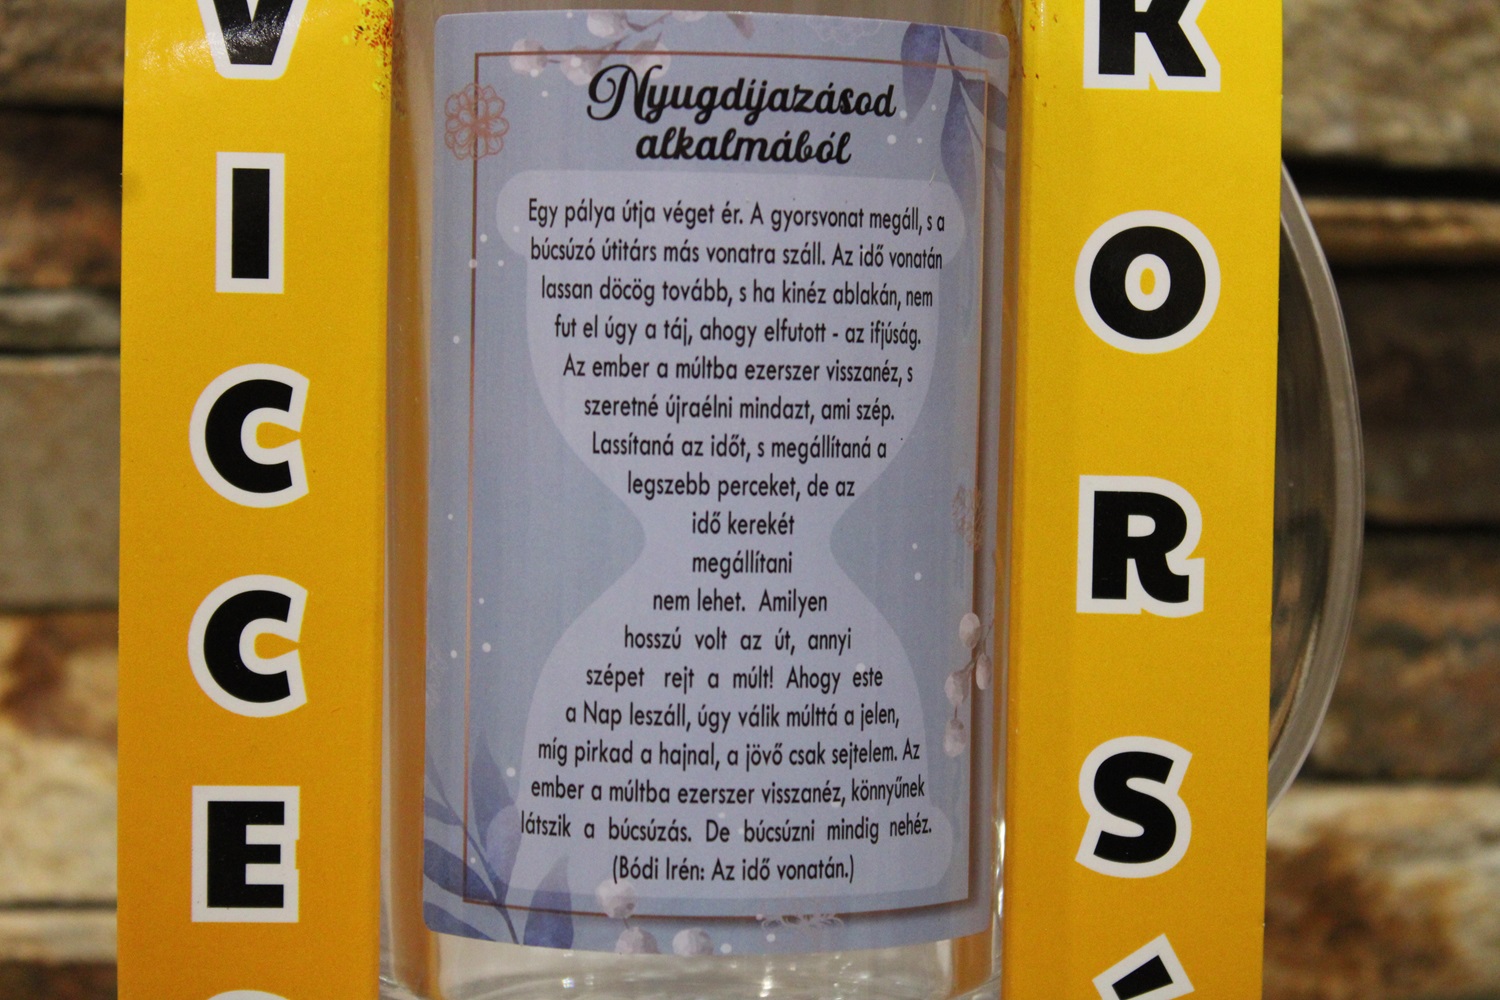 VICCE
Nyugdíjazásod
alkalmából
Egy pálya útja véget ér. A gyorsvonat megáll, s a
búcsúzó útitárs más vonatra száll. Az idő vonatán
lassan döcög tovább, s ha kinéz ablakán, nem
fut el úgy a táj, ahogy elfutott - az ifjúság.
Az ember a múltba ezerszer visszanéz, s
szeretné újraélni mindazt, ami szép.
Lassítaná az időt, s megállítaná a
legszebb perceket, de az
idő kerekét
megállítani
nem lehet. Amilyen
hosszú volt az út, annyi
szépet rejt a múlt! Ahogy este
a Nap leszáll, úgy válik múlttá a jelen,
míg pirkad a hajnal, a jövő csak sejtelem. Az
ember a múltba ezerszer visszanéz, könnyűnek
látszik a búcsúzás. De búcsúzni mindig nehéz.
(Bódi Irén: Az idő vonatán.)
KORS